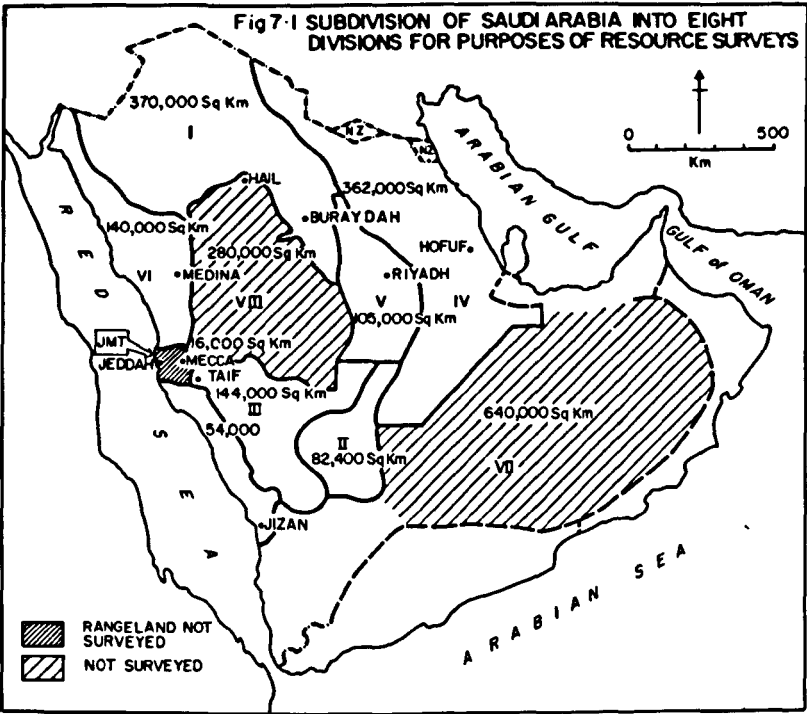 Fig 7·1 SUBDIVISION OF SAUDI ARABIA INTO EIGHT
DIVISIONS FOR PURPOSES OF RESOURCE SURVEYS
370,000 Sq Km
I
NZ
NZ
0 500
Km
ARABIAN GULF
HAIL
362,000 Sq Km
BURAYDAH
140,000 Sq Km
RED SEA
280,000 Sq Km
HOFUF
GULF of OMAN
VI
MEDINA
RIYADH
VIII
V
IV
105,000 Sq Km
JMT
16,000 Sq Km
JEDDAH
MECCA
TAIF
144,000 Sq Km
III
640,000 Sq Km
54,000
II
82,400 Sq Km
VII
JIZAN
ARABIAN SEA
RANGELAND NOT
SURVEYED
NOT SURVEYED